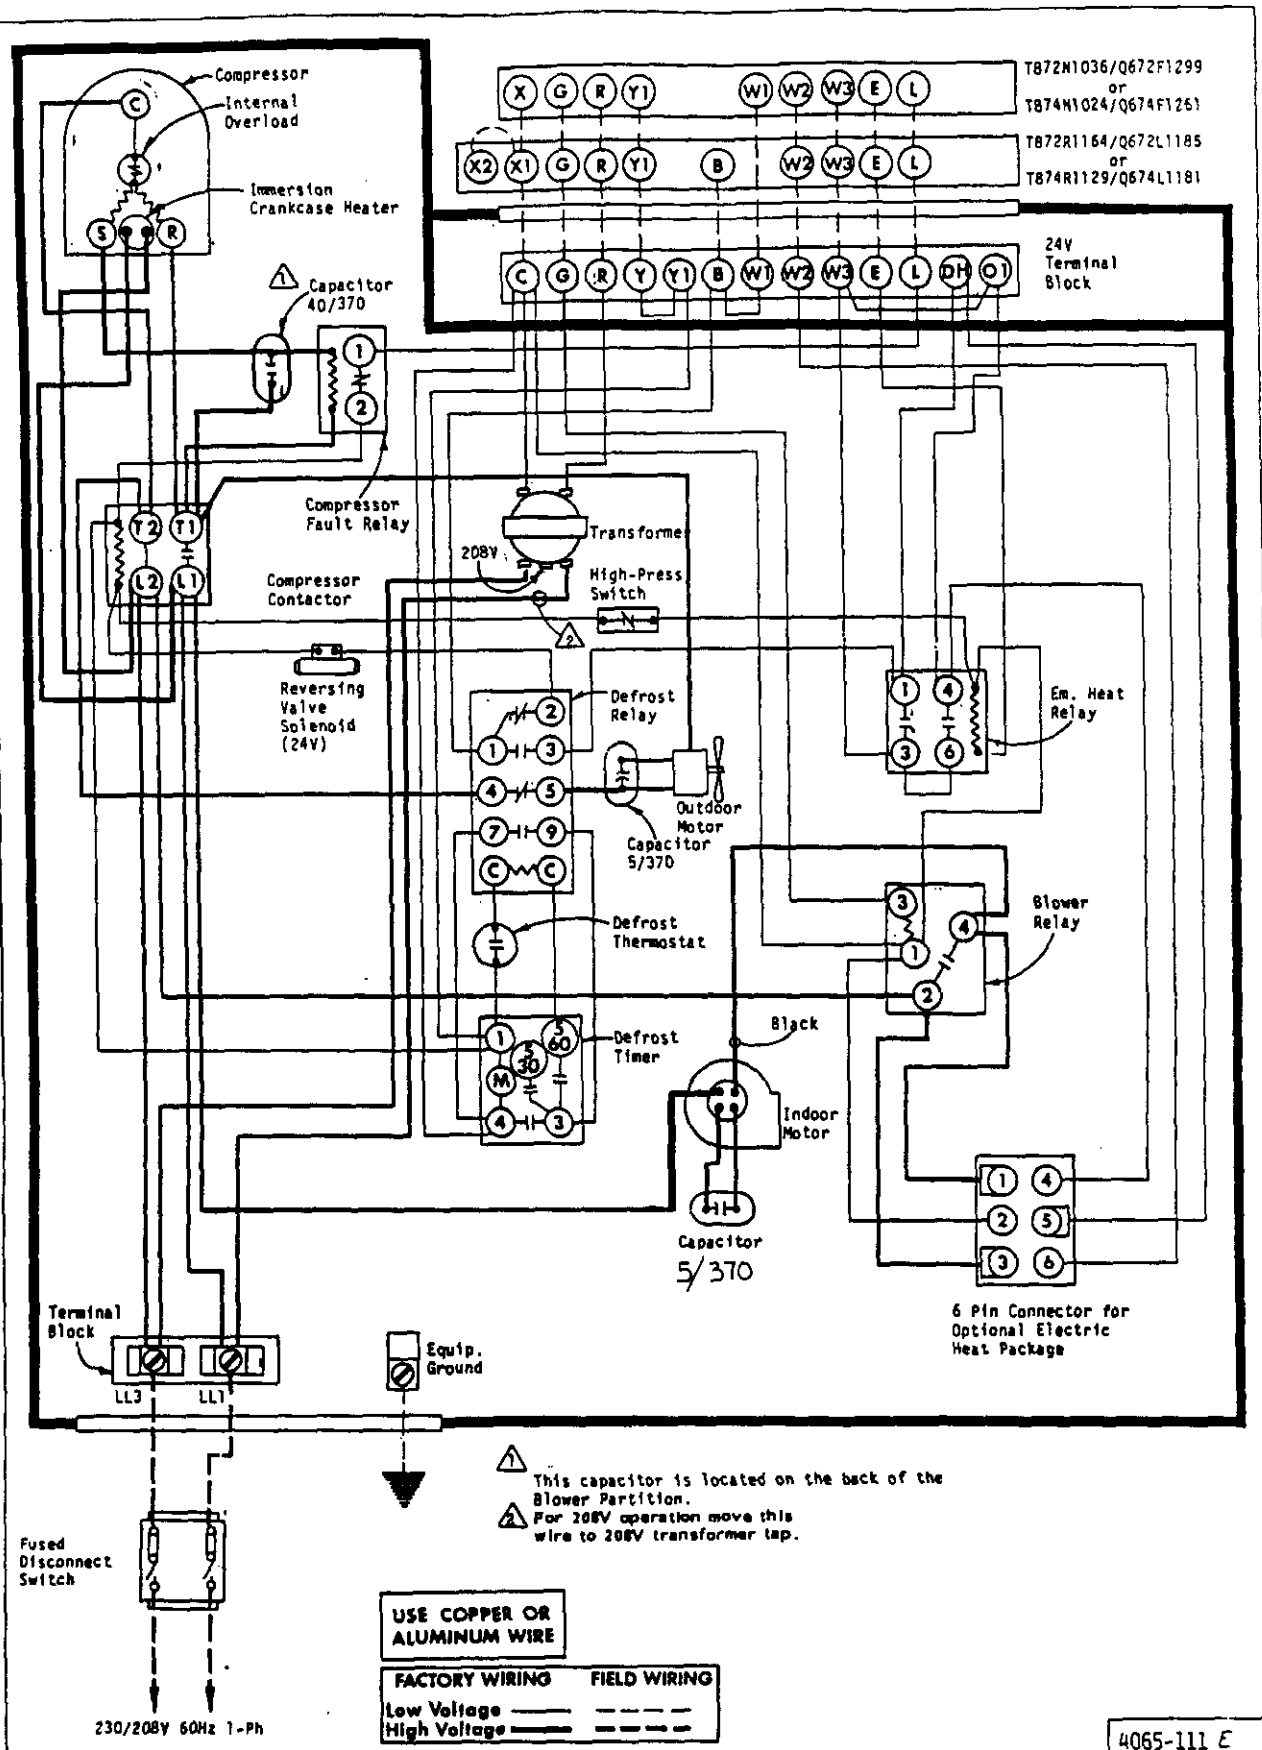 Compressor
Internal
Overload
Immersion
Crankcase Heater
C
S
R
X G R Y1 W1 W2 W3 E L
T872N1036/Q672F1299
or
T874N1024/Q674F1261
X2 X1 G R Y1 B W2 W3 E L
T872R1164/Q672L1185
or
T874R1129/Q674L1181
C G R Y Y1 B W1 W2 W3 E L DH O1
24V
Terminal
Block
1
Capacitor
40/370
1
2
Compressor
Fault Relay
T2 T1
L2 L1
Compressor
Contactor
Transformer
208V
High-Press
Switch
2
Reversing
Valve
Solenoid
(24V)
Defrost
Relay
2
1 3
4 5
7 9
C C
Outdoor
Motor
Capacitor
5/370
1 4
3 6
Em. Heat
Relay
Defrost
Thermostat
3
4
1
2
Blower
Relay
1
S
60
S
30
M
4 3
Defrost
Timer
Black
Indoor
Motor
Capacitor
5/370
1 4
2 5
3 6
6 Pin Connector for
Optional Electric
Heat Package
Terminal
Block
LL3 LL1
Equip.
Ground
1
This capacitor is located on the back of the
Blower Partition.
2
For 208V operation move this
wire to 208V transformer tap.
Fused
Disconnect
Switch
230/208V 60Hz 1-Ph
USE COPPER OR
ALUMINUM WIRE
FACTORY WIRING FIELD WIRING
Low Voltage
High Voltage
4065-111 E